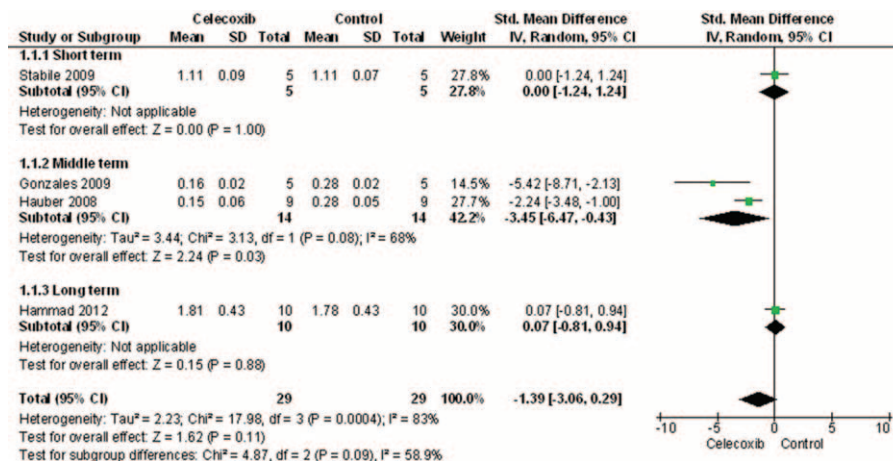 Celecoxib Control Std. Mean Difference Std. Mean Difference
Study or Subgroup Mean SD Total Mean SD Total Weight IV, Random, 95% CI IV, Random, 95% CI
1.1.1 Short term
Stabile 2009 1.11 0.09 5 1.11 0.07 5 27.8% 0.00 [-1.24, 1.24]
Subtotal (95% CI) 5 5 27.8% 0.00 [-1.24, 1.24]
Heterogeneity: Not applicable
Test for overall effect: Z = 0.00 (P = 1.00)
1.1.2 Middle term
Gonzales 2009 0.16 0.02 5 0.28 0.02 5 14.5% -5.42 [-8.71, -2.13]
Hauber 2008 0.15 0.06 9 0.28 0.05 9 27.7% -2.24 [-3.48, -1.00]
Subtotal (95% CI) 14 14 42.2% -3.45 [-6.47, -0.43]
Heterogeneity: Tau² = 3.44; Chi² = 3.13, df = 1 (P = 0.08); I² = 68%
Test for overall effect: Z = 2.24 (P = 0.03)
1.1.3 Long term
Hammad 2012 1.81 0.43 10 1.78 0.43 10 30.0% 0.07 [-0.81, 0.94]
Subtotal (95% CI) 10 10 30.0% 0.07 [-0.81, 0.94]
Heterogeneity: Not applicable
Test for overall effect: Z = 0.15 (P = 0.88)
Total (95% CI) 29 29 100.0% -1.39 [-3.06, 0.29]
Heterogeneity: Tau² = 2.23; Chi² = 17.98, df = 3 (P = 0.0004); I² = 83%
Test for overall effect: Z = 1.62 (P = 0.11)
Test for subgroup differences: Chi² = 4.87, df = 2 (P = 0.09), I² = 58.9%
-10 -5 0 5 10
Celecoxib Control